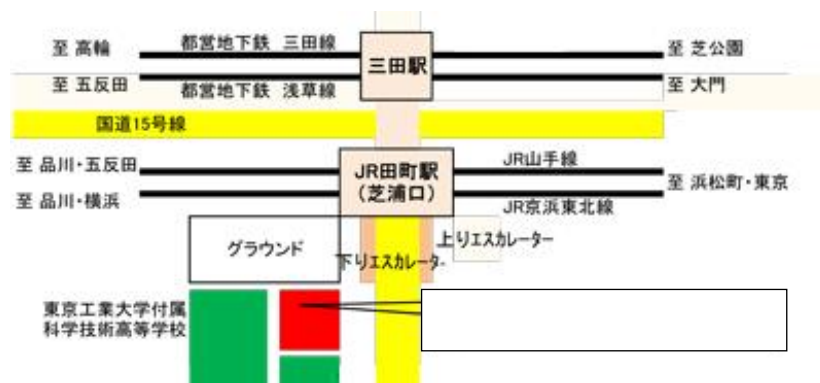 至 高輪
都営地下鉄 三田線
三田駅
至 芝公園
至 五反田
都営地下鉄 浅草線
至 大門
国道15号線
至 品川・五反田
JR田町駅
(芝浦口)
JR山手線
至 浜松町・東京
至 品川・横浜
JR京浜東北線
グラウンド
上りエスカレーター
下りエスカレーター
東京工業大学付属
科学技術高等学校